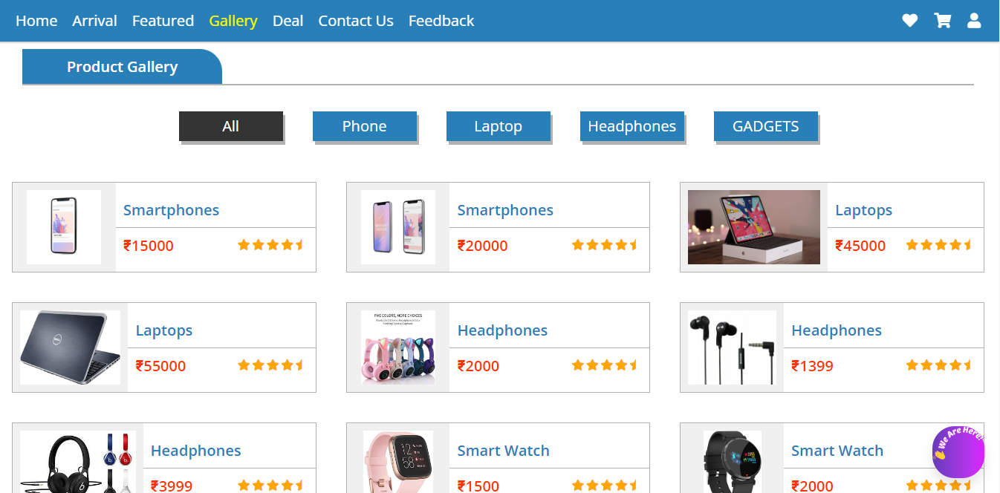 Home Arrival Featured Gallery Deal Contact Us Feedback
Product Gallery
All Phone Laptop Headphones GADGETS
Smartphones
₹15000
Smartphones
₹20000
Laptops
₹45000
Laptops
₹55000
FIVE COLORS, MORE CHOICES
Headphones
₹2000
Headphones
₹1399
Headphones
₹3999
Smart Watch
₹1500
Smart Watch
₹2000
We Are Here!